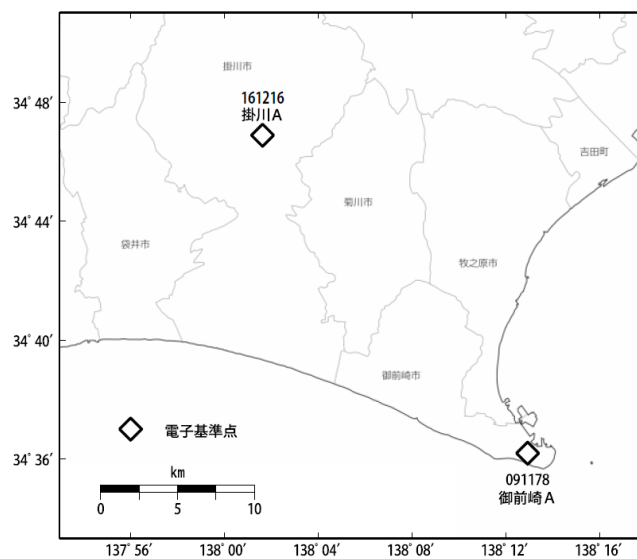 掛川市
34° 48′
161216
掛川A
吉田町
菊川市
34° 44′
袋井市
牧之原市
34° 40′
御前崎市
電子基準点
34° 36′
km
0 5 10
091178
御前崎A
137° 56′ 138° 00′ 138° 04′ 138° 08′ 138° 12′ 138° 16′